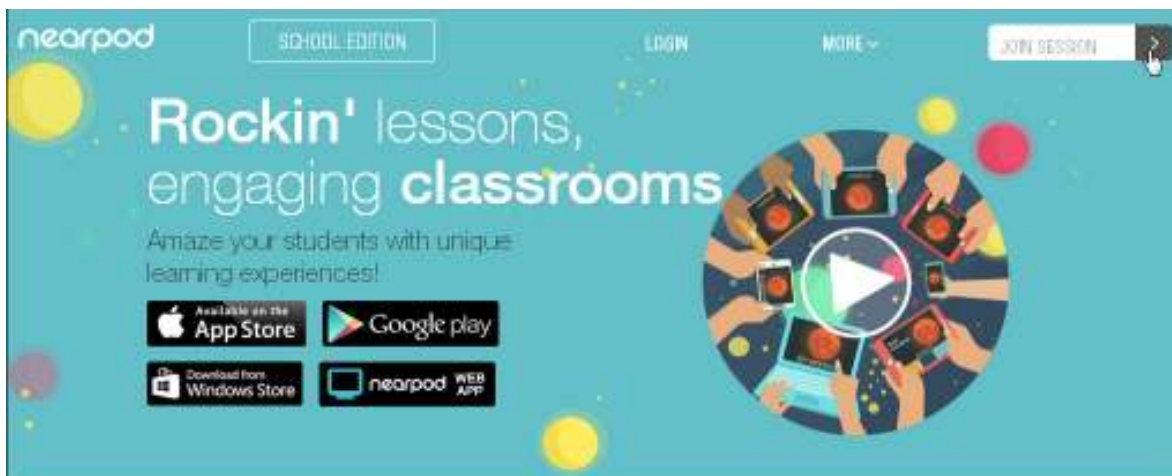 nearpod
SCHOOL EDITION
LOGIN
MORE
JOIN SESSION
Rockin' lessons,
engaging classrooms
Amaze your students with unique
learning experiences!
Available on the
App Store
Google play
Download from
Windows Store
nearpod WEB APP